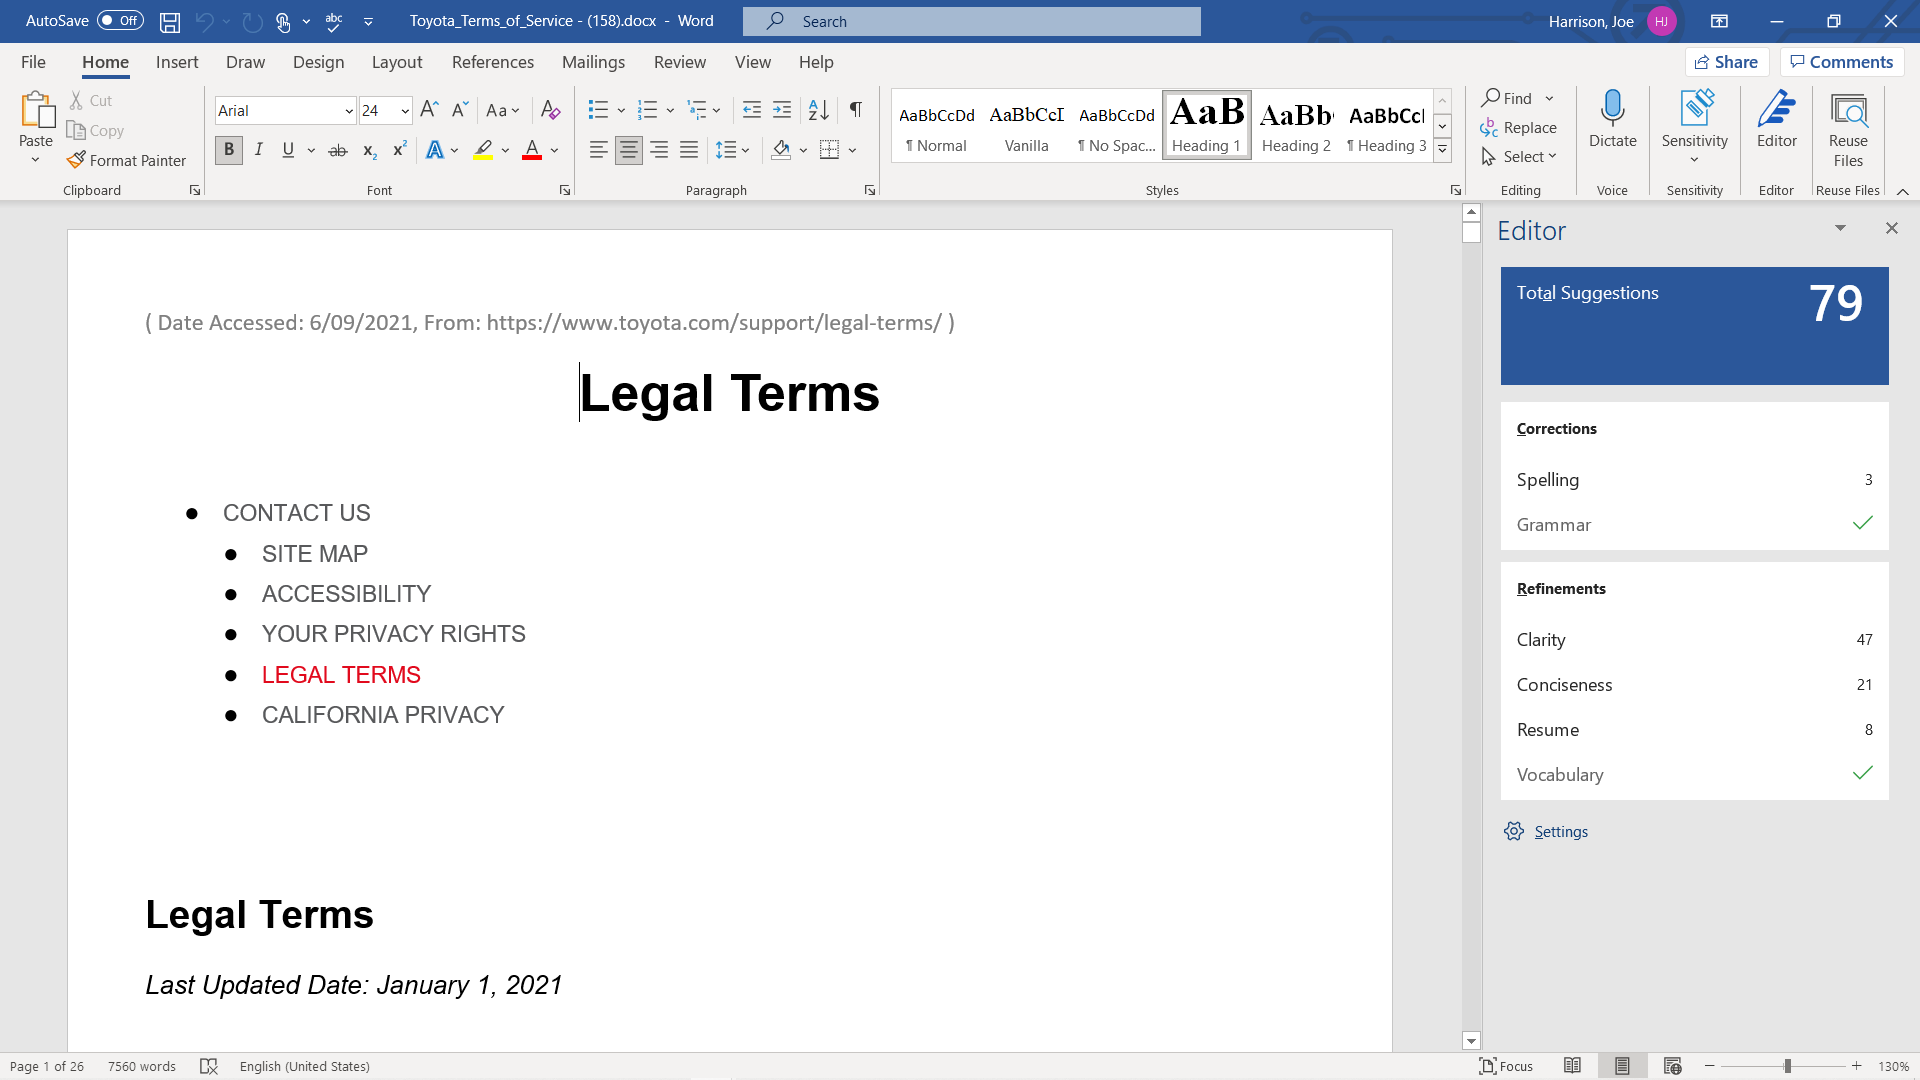 AutoSave Off Toyota_Terms_of_Service - (158).docx - Word Search Harrison, Joe HJ
File Home Insert Draw Design Layout References Mailings Review View Help Share Comments
Paste Cut Copy Format Painter Clipboard
Arial 24 Font
Paragraph
AaBbCcDd ¶ Normal
AaBbCcI Vanilla
AaBbCcDd ¶ No Spac...
AaB Heading 1
AaBb Heading 2
AaBbCc ¶ Heading 3
Styles
Find Replace Select Editing
Dictate Voice
Sensitivity Sensitivity
Editor Editor
Reuse Files Reuse Files
( Date Accessed: 6/09/2021, From: https://www.toyota.com/support/legal-terms/ )
Legal Terms
● CONTACT US
● SITE MAP
● ACCESSIBILITY
● YOUR PRIVACY RIGHTS
● LEGAL TERMS
● CALIFORNIA PRIVACY
Legal Terms
Last Updated Date: January 1, 2021
Editor
Total Suggestions 79
Corrections
Spelling 3
Grammar
Refinements
Clarity 47
Conciseness 21
Resume 8
Vocabulary
Settings
Page 1 of 26 7560 words English (United States) Focus 130%